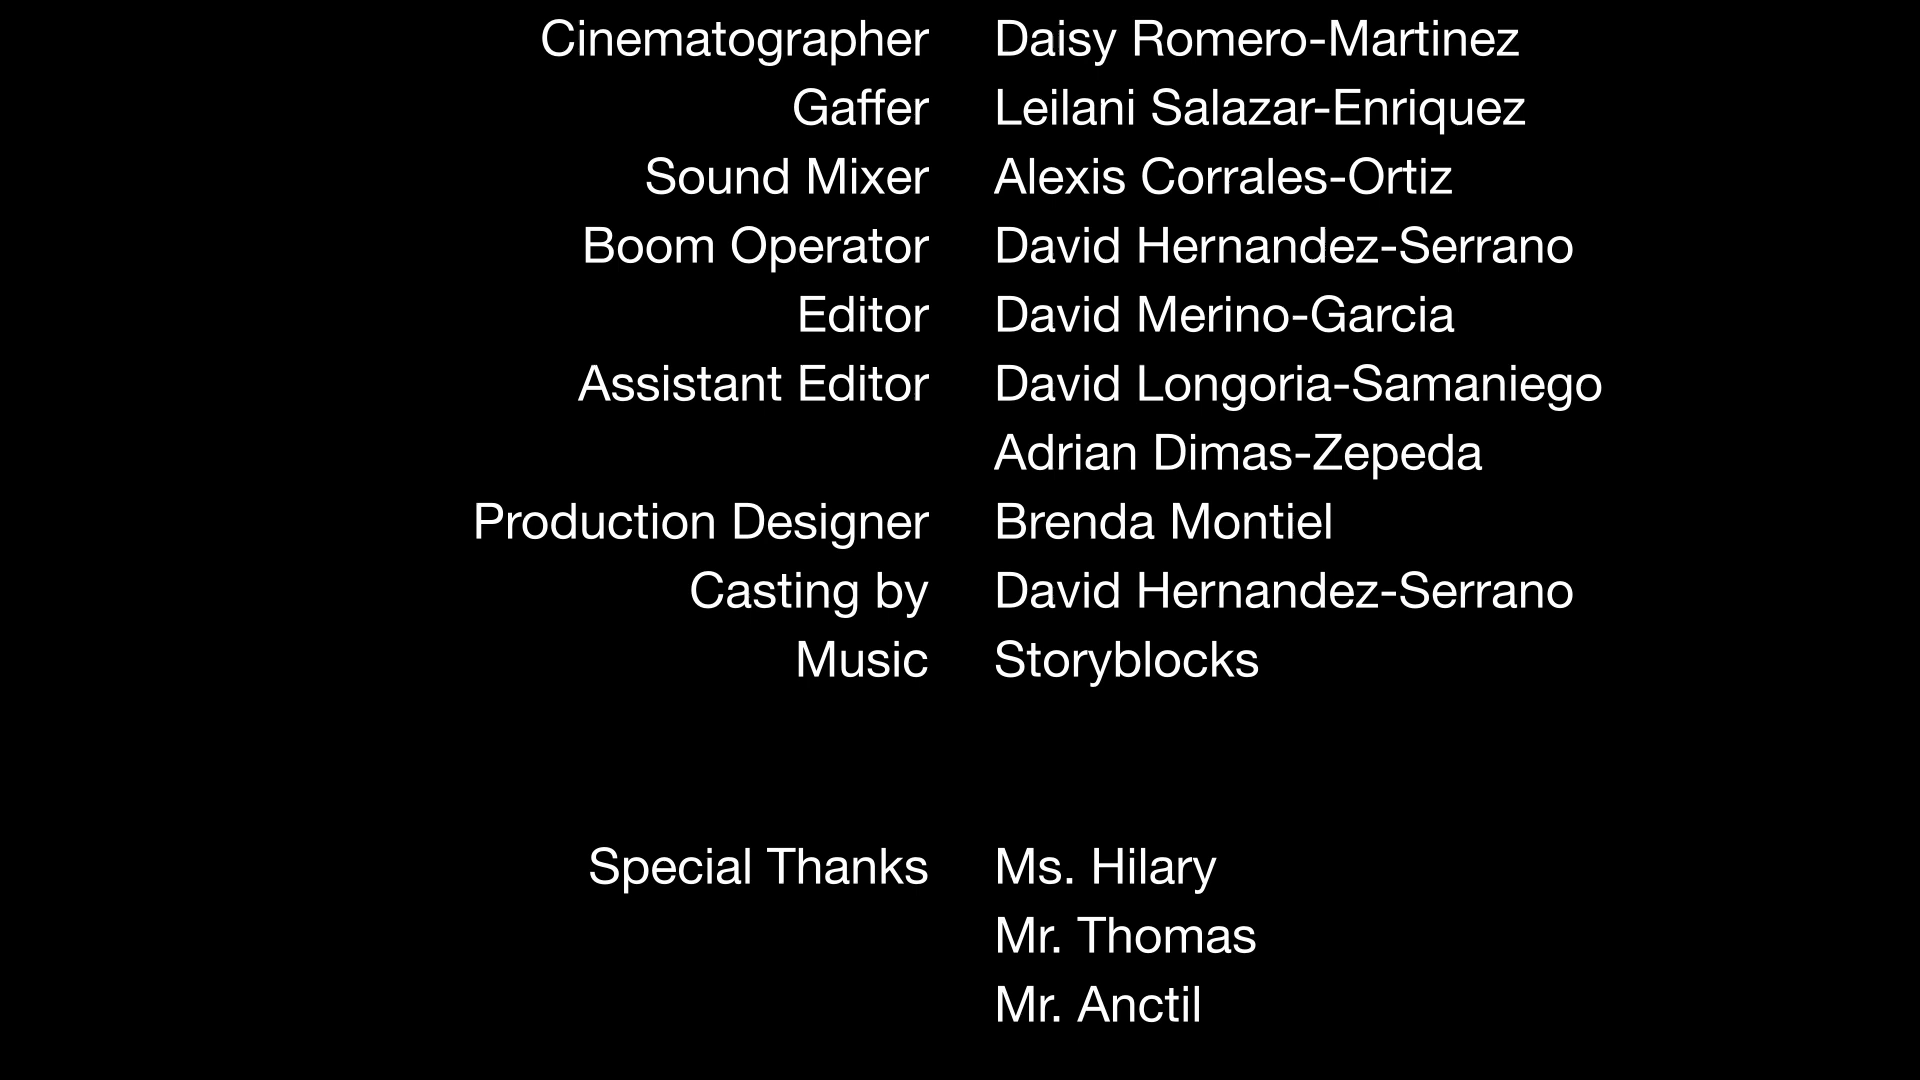 Cinematographer Daisy Romero-Martinez
Gaffer Leilani Salazar-Enriquez
Sound Mixer Alexis Corrales-Ortiz
Boom Operator David Hernandez-Serrano
Editor David Merino-Garcia
Assistant Editor David Longoria-Samaniego
Adrian Dimas-Zepeda
Production Designer Brenda Montiel
Casting by David Hernandez-Serrano
Music Storyblocks
Special Thanks Ms. Hilary
Mr. Thomas
Mr. Anctil